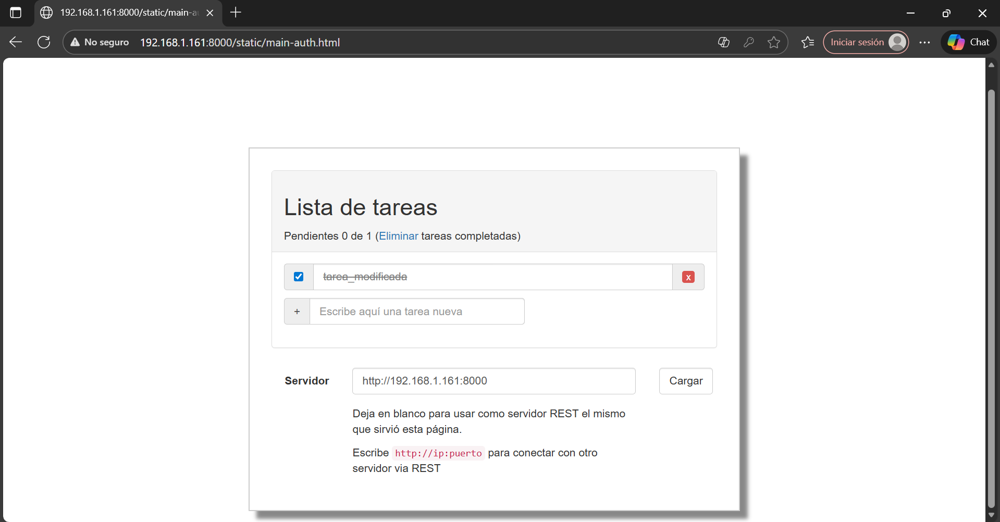 192.168.1.161:8000/static/main-a
No seguro 192.168.1.161:8000/static/main-auth.html Iniciar sesión Chat
Lista de tareas
Pendientes 0 de 1 (Eliminar tareas completadas)
tarea_modificada x
+ Escribe aquí una tarea nueva
Servidor http://192.168.1.161:8000 Cargar
Deja en blanco para usar como servidor REST el mismo
que sirvió esta página.
Escribe http://ip:puerto para conectar con otro
servidor via REST